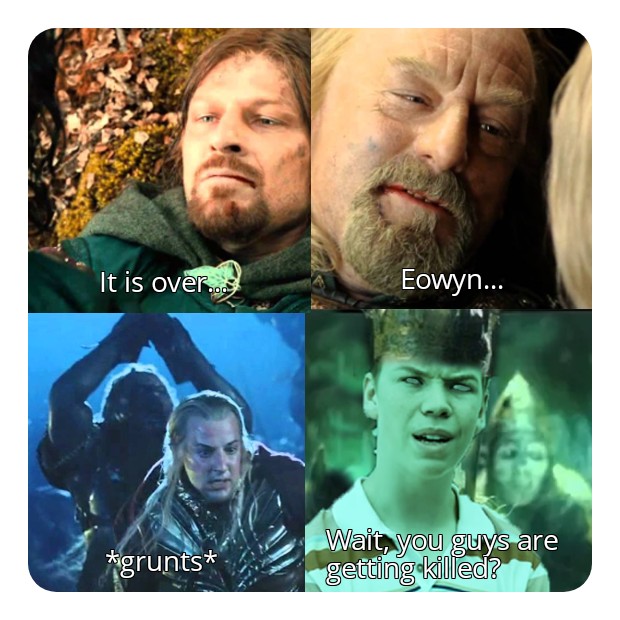 It is over...
Eowyn...
*grunts*
Wait, you guys are
getting killed?